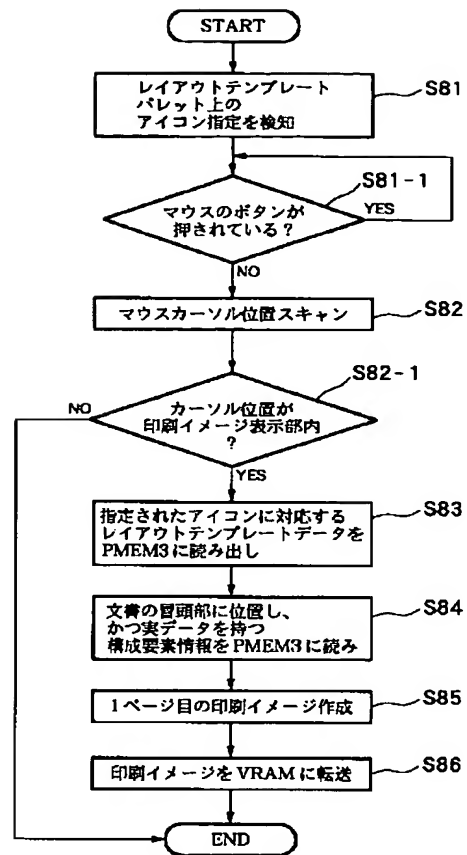 START
レイアウトテンプレート
パレット上の
アイコン指定を検知
S81
S81-1
マウスのボタンが
押されている?
YES
NO
マウスカーソル位置スキャン
S82
S82-1
NO
カーソル位置が
印刷イメージ表示部内
?
YES
指定されたアイコンに対応する
レイアウトテンプレートデータを
PMEM3に読み出し
S83
文書の冒頭部に位置し、
かつ実データを持つ
構成要素情報をPMEM3に読み
S84
1ページ目の印刷イメージ作成
S85
印刷イメージをVRAMに転送
S86
END